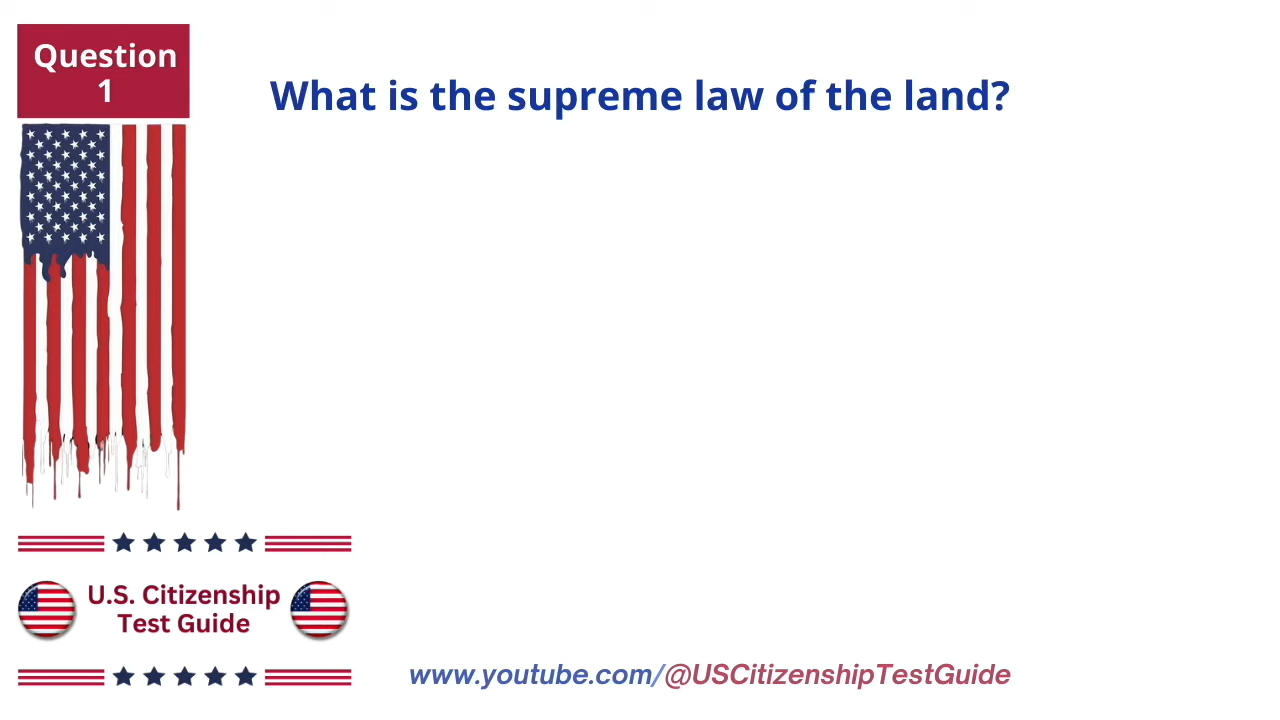 Question
1
What is the supreme law of the land?
U.S. Citizenship
Test Guide
www.youtube.com/@USCitizenshipTestGuide